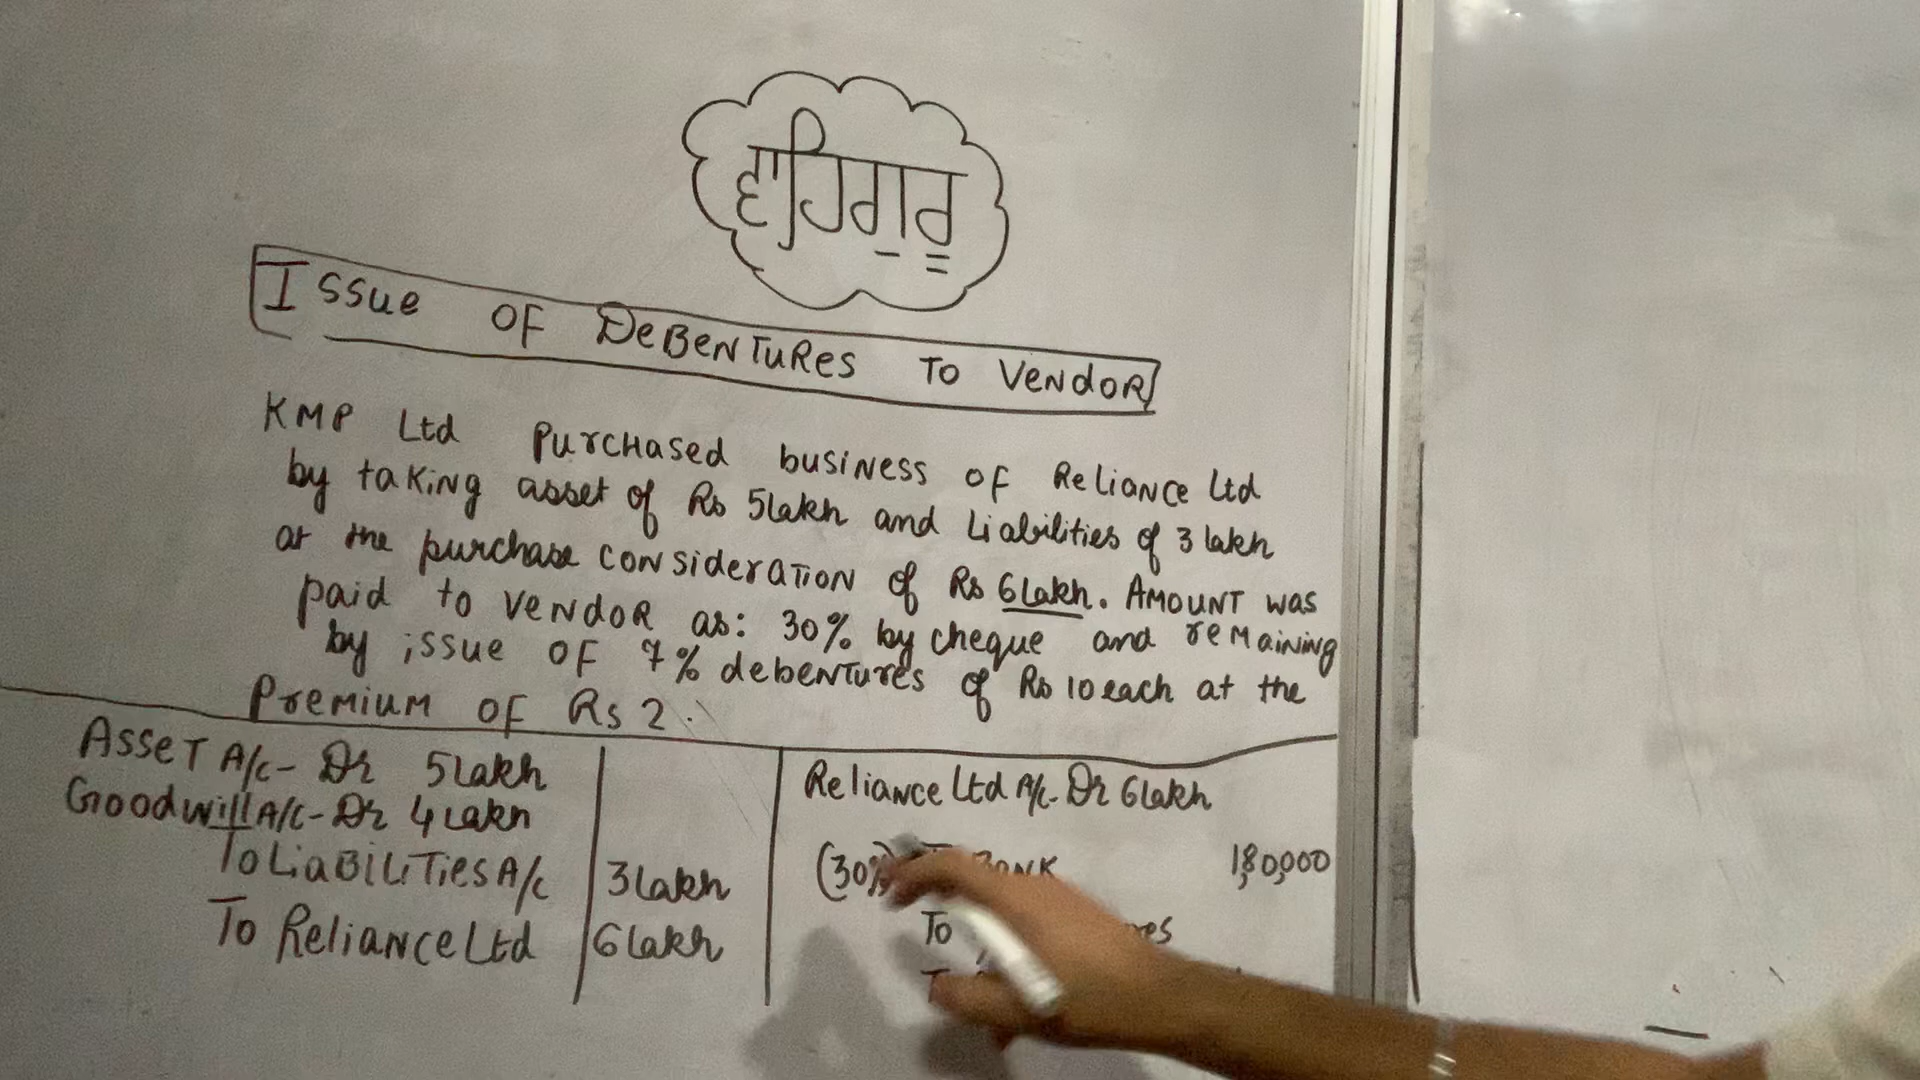 ਵਾਹਿਗੁਰੂ
ISSUE OF DEBENTURES TO VENDOR
KMP Ltd purchased business of Reliance Ltd
by taking asset of Rs 5lakh and Liabilities of 3 lakh
at the purchase consideration of Rs 6Lakh. AMOUNT was
paid to vendor as: 30% by cheque and remaining
by issue of 7% debentures of Rs 10 each at the
Premium of Rs 2.
Asset A/c- Dr 5Lakh
Goodwill A/c- Dr 4Lakh
To Liabilities A/c 3Lakh
To Reliance Ltd 6Lakh
Reliance Ltd A/c- Dr 6Lakh
(30%) 1,80,000
To